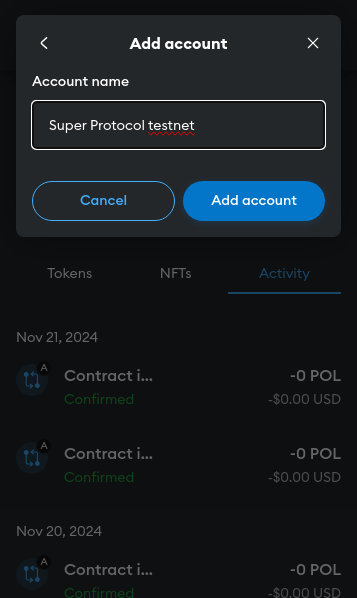 Add account
Account name
Super Protocol testnet
Cancel Add account
Tokens NFTs Activity
Nov 21, 2024
A
Contract i... -0 POL
Confirmed -$0.00 USD
A
Contract i... -0 POL
Confirmed -$0.00 USD
Nov 20, 2024
A
Contract i... -0 POL
Confirmed -$0.00 USD